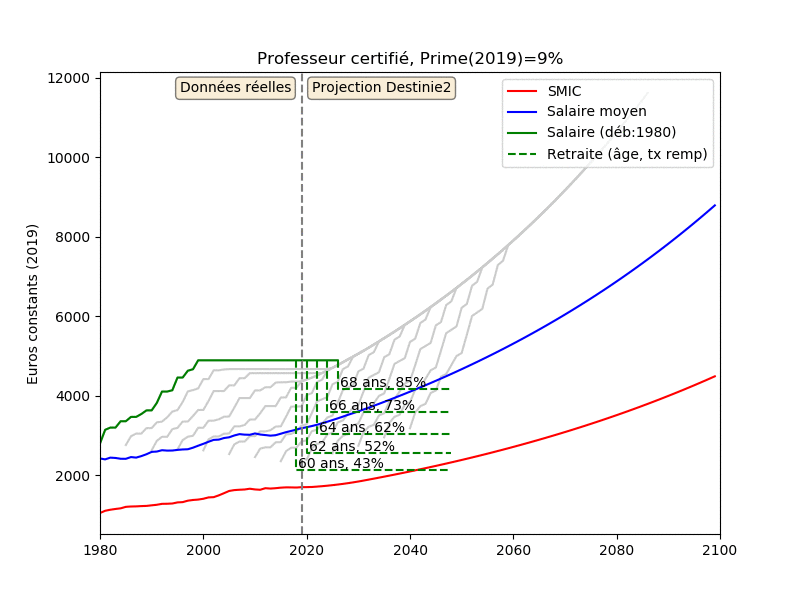 Professeur certifié, Prime(2019)=9%
12000
10000
8000
6000
4000
2000
Euros constants (2019)
Données réelles
Projection Destinie2
SMIC
Salaire moyen
Salaire (déb:1980)
Retraite (âge, tx remp)
68 ans, 85%
66 ans, 73%
64 ans, 62%
62 ans, 52%
60 ans, 43%
1980
2000
2020
2040
2060
2080
2100